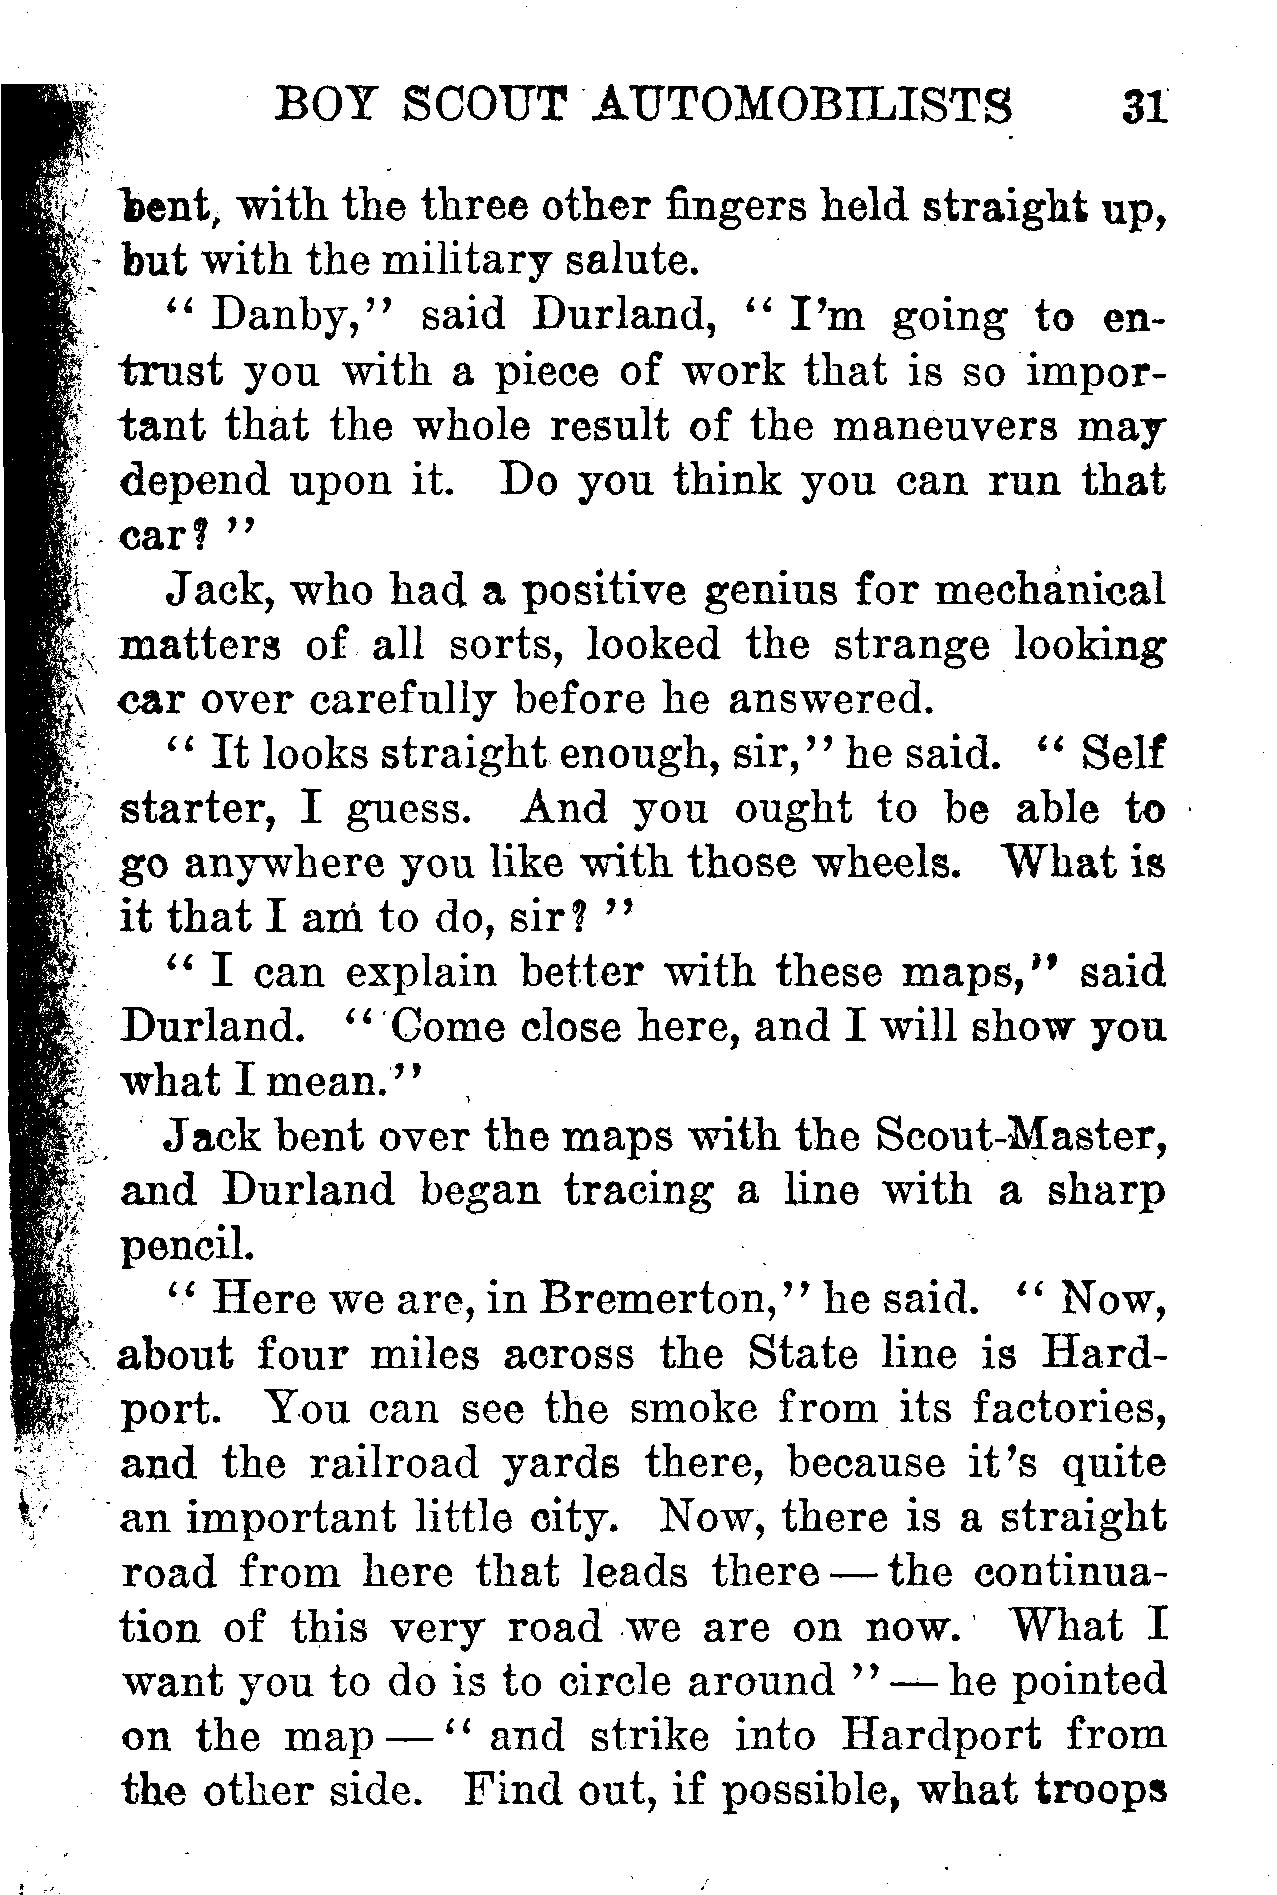 BOY SCOUT AUTOMOBILISTS 31
bent, with the three other fingers held straight up,
but with the military salute.
“ Danby,” said Durland, “ I’m going to en-
trust you with a piece of work that is so impor-
tant that the whole result of the maneuvers may
depend upon it. Do you think you can run that
car? ”
Jack, who had a positive genius for mechanical
matters of all sorts, looked the strange looking
car over carefully before he answered.
“ It looks straight enough, sir,” he said. “ Self
starter, I guess. And you ought to be able to
go anywhere you like with those wheels. What is
it that I am to do, sir? ”
“ I can explain better with these maps,” said
Durland. “ Come close here, and I will show you
what I mean.”
Jack bent over the maps with the Scout-Master,
and Durland began tracing a line with a sharp
pencil.
“ Here we are, in Bremerton,” he said. “ Now,
about four miles across the State line is Hard-
port. You can see the smoke from its factories,
and the railroad yards there, because it’s quite
an important little city. Now, there is a straight
road from here that leads there — the continua-
tion of this very road we are on now. What I
want you to do is to circle around ” — he pointed
on the map — “ and strike into Hardport from
the other side. Find out, if possible, what troops